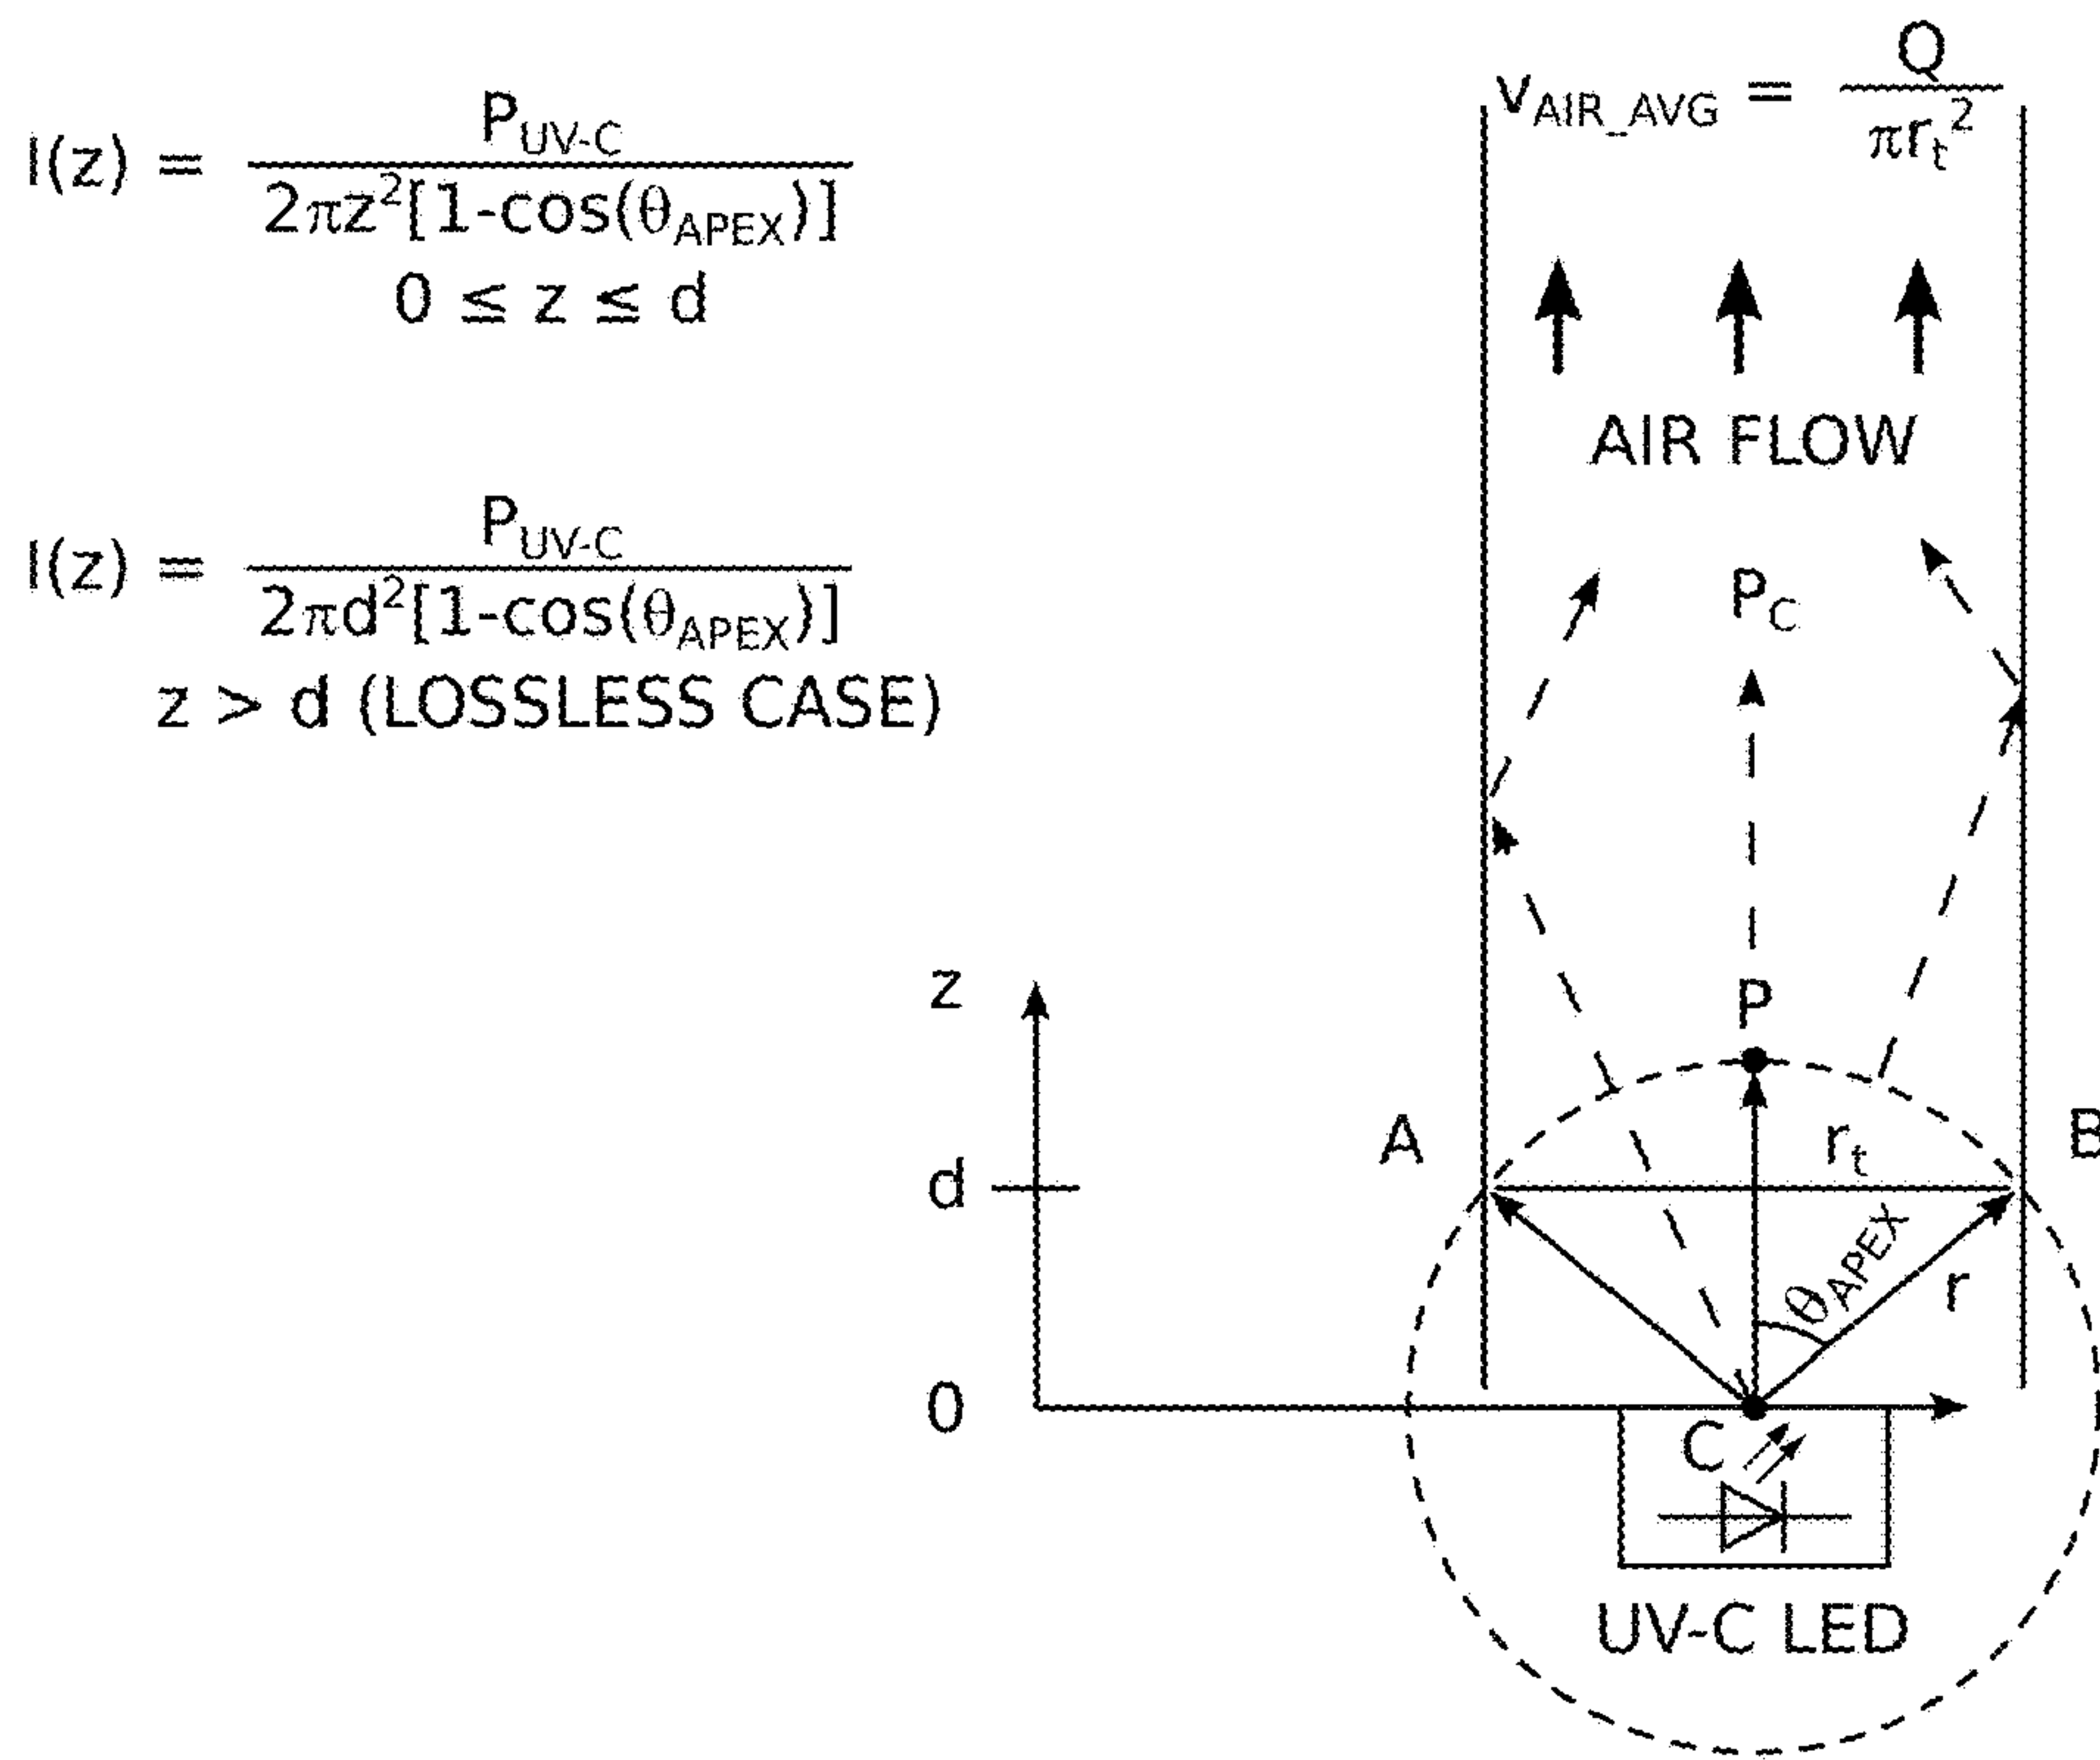 I(z) = P_UV-C / 2πz²[1-cos(θ_APEX)]
0 ≤ z ≤ d
I(z) = P_UV-C / 2πd²[1-cos(θ_APEX)]
z > d (LOSSLESS CASE)
v_AIR_AVG = Q / πr_t²
AIR FLOW
P_C
z
P
A
r_t
B
d
θ_APEX
r
0
C
UV-C LED